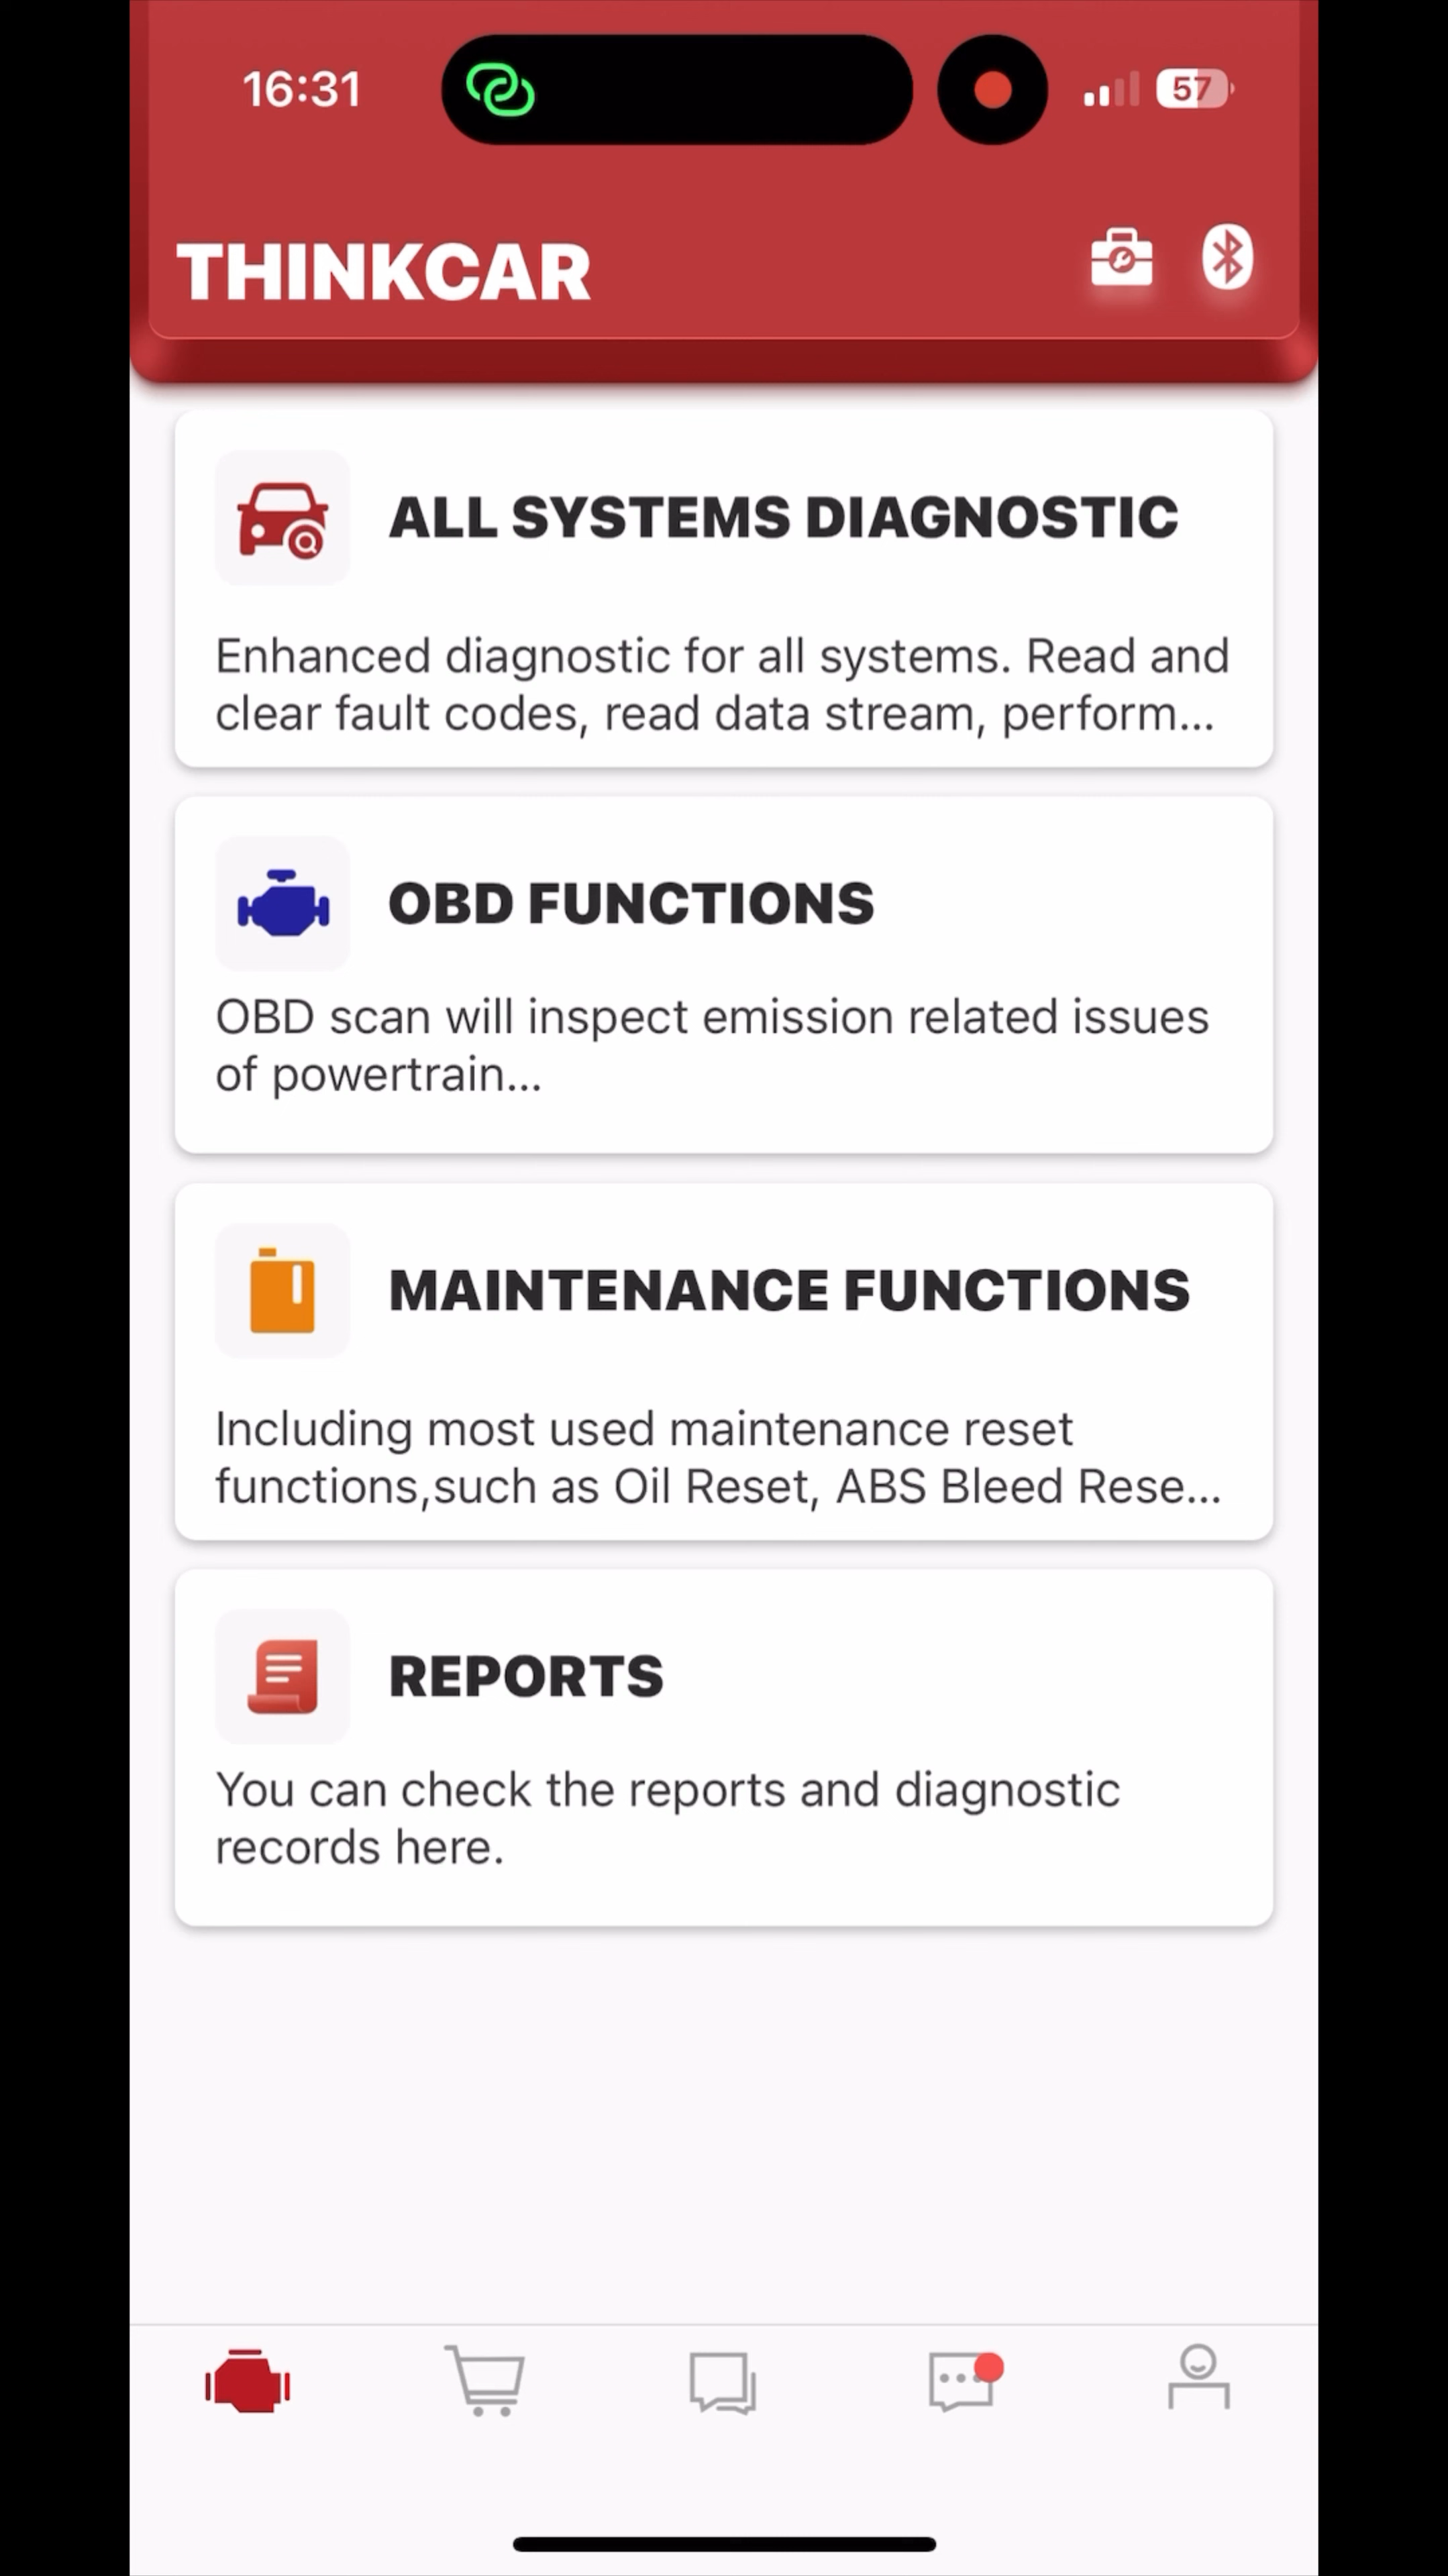 16:31
57
THINKCAR
ALL SYSTEMS DIAGNOSTIC
Enhanced diagnostic for all systems. Read and
clear fault codes, read data stream, perform...
OBD FUNCTIONS
OBD scan will inspect emission related issues
of powertrain...
MAINTENANCE FUNCTIONS
Including most used maintenance reset
functions,such as Oil Reset, ABS Bleed Rese...
REPORTS
You can check the reports and diagnostic
records here.